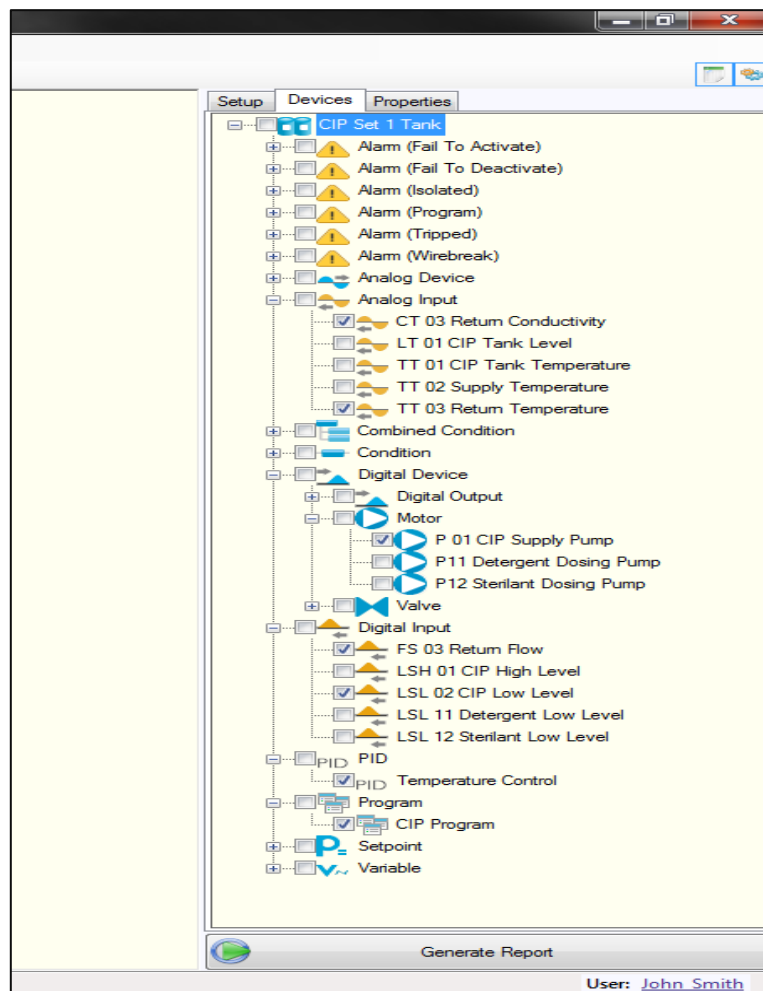 Setup Devices Properties
CIP Set 1 Tank
Alarm (Fail To Activate)
Alarm (Fail To Deactivate)
Alarm (Isolated)
Alarm (Program)
Alarm (Tripped)
Alarm (Wirebreak)
Analog Device
Analog Input
CT 03 Return Conductivity
LT 01 CIP Tank Level
TT 01 CIP Tank Temperature
TT 02 Supply Temperature
TT 03 Return Temperature
Combined Condition
Condition
Digital Device
Digital Output
Motor
P 01 CIP Supply Pump
P11 Detergent Dosing Pump
P12 Sterilant Dosing Pump
Valve
Digital Input
FS 03 Return Flow
LSH 01 CIP High Level
LSL 02 CIP Low Level
LSL 11 Detergent Low Level
LSL 12 Sterilant Low Level
PID PID
PID Temperature Control
Program
CIP Program
P= Setpoint
V~ Variable
Generate Report
User: John Smith